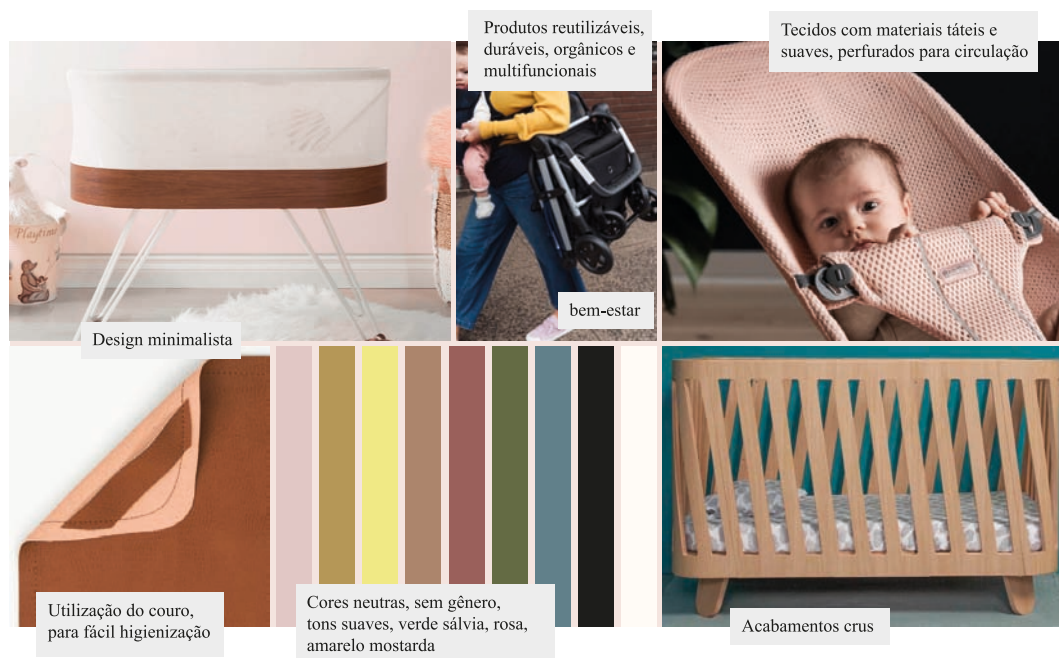 Produtos reutilizáveis,
duráveis, orgânicos e
multifuncionais
Tecidos com materiais táteis e
suaves, perfurados para circulação
Playtime
bem-estar
Design minimalista
Utilização do couro,
para fácil higienização
Cores neutras, sem gênero,
tons suaves, verde sálvia, rosa,
amarelo mostarda
Acabamentos crus